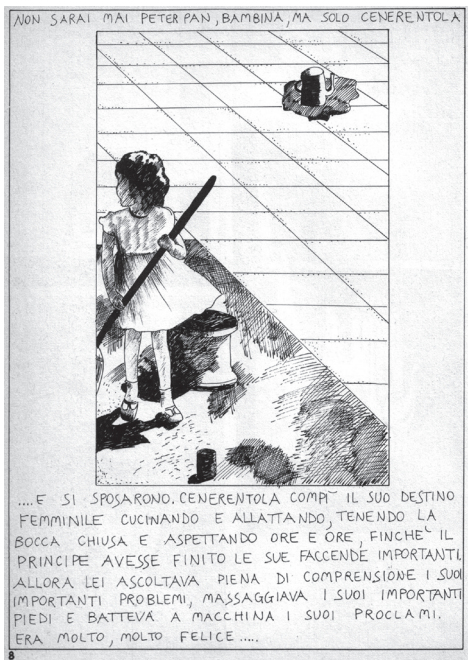 NON SARAI MAI PETER PAN, BAMBINA, MA SOLO CENERENTOLA
....E SI SPOSARONO. CENERENTOLA COMPÌ IL SUO DESTINO
FEMMINILE CUCINANDO E ALLATTANDO, TENENDO LA
BOCCA CHIUSA E ASPETTANDO ORE E ORE, FINCHE' IL
PRINCIPE AVESSE FINITO LE SUE FACCENDE IMPORTANTI.
ALLORA LEI ASCOLTAVA PIENA DI COMPRENSIONE I SUOI
IMPORTANTI PROBLEMI, MASSAGGIAVA I SUOI IMPORTANTI
PIEDI E BATTEVA A MACCHINA I SUOI PROCLAMI.
ERA MOLTO, MOLTO FELICE.....
8